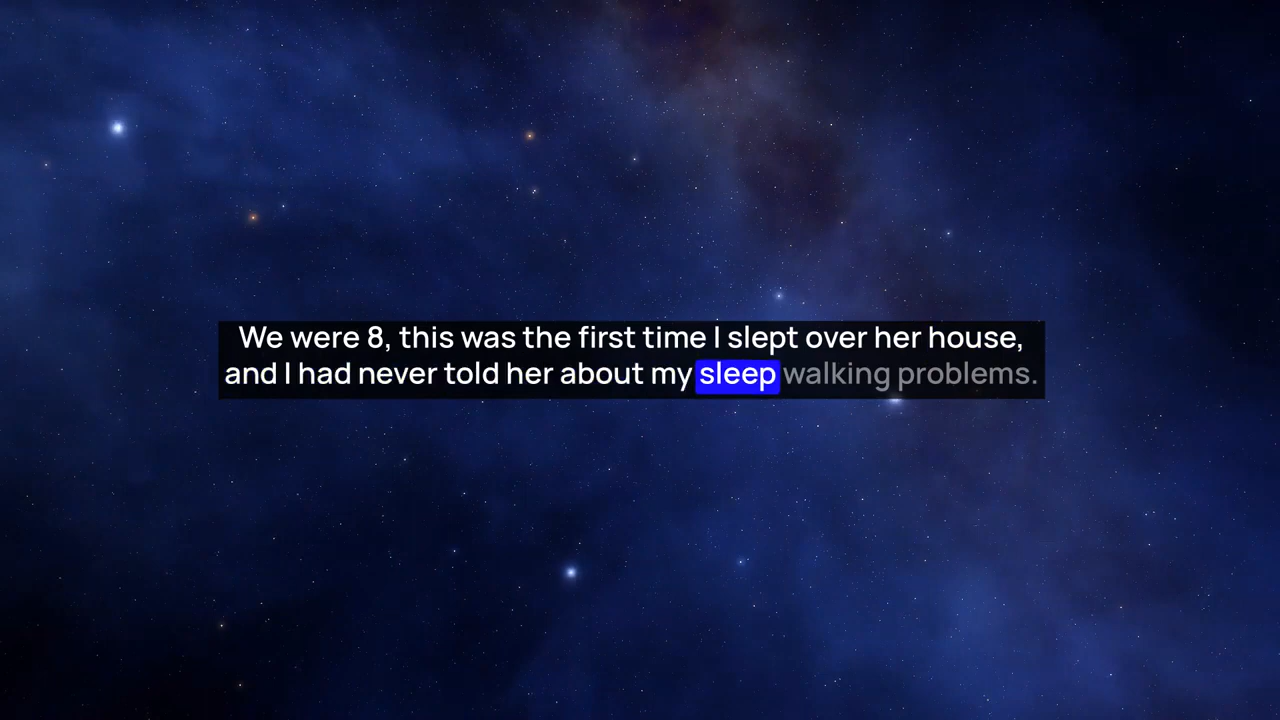 We were 8, this was the first time I slept over her house,
and I had never told her about my sleep walking problems.